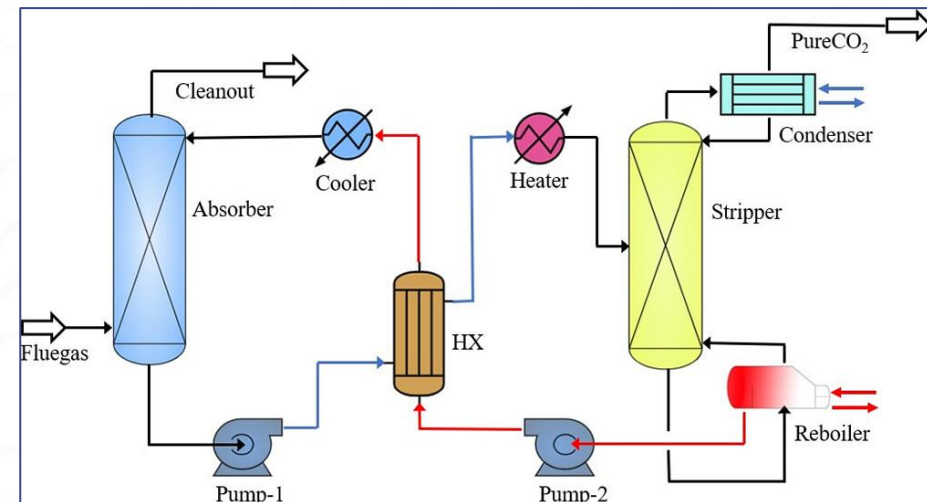 PureCO₂
Cleanout
Condenser
Cooler
Heater
Absorber
Stripper
HX
Fluegas
Reboiler
Pump-1
Pump-2